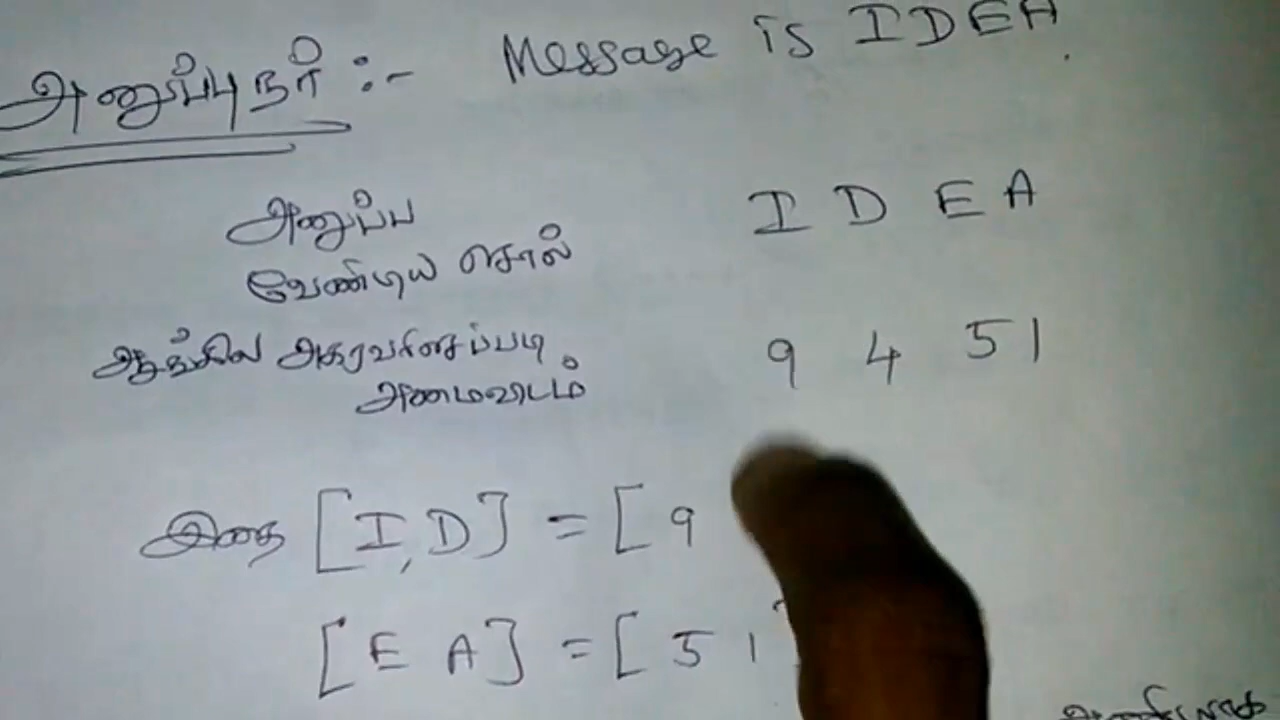 அனுப்புநர் :- Message is IDEA.
அனுப்ப I D E A
வேண்டிய சொல்
ஆங்கில அகரவரிசைப்படி 9 4 5 1
அமைவிடம்
இதை [I, D] = [ 9
[E A] = [ 5 1